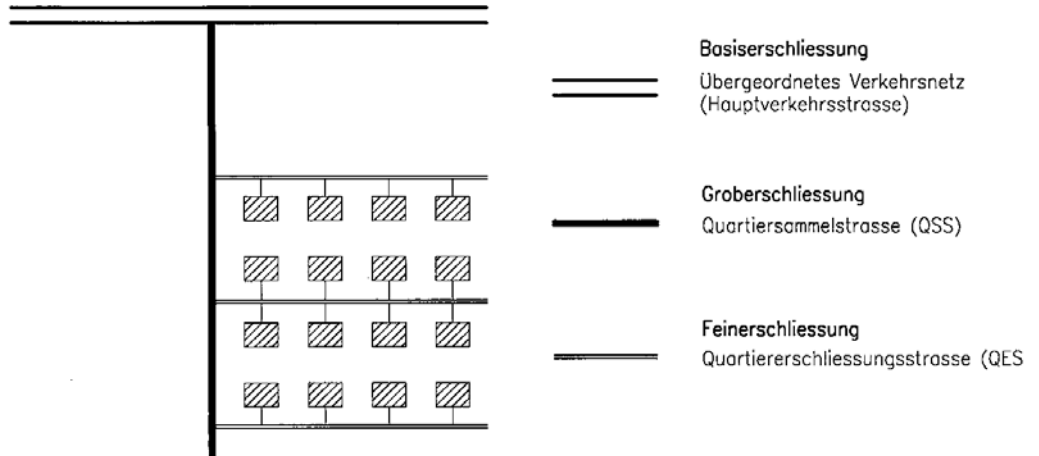 Basiserschliessung
Übergeordnetes Verkehrsnetz
(Hauptverkehrsstrasse)
Groberschliessung
Quartiersammelstrasse (QSS)
Feinerschliessung
Quartiererschliessungsstrasse (QES